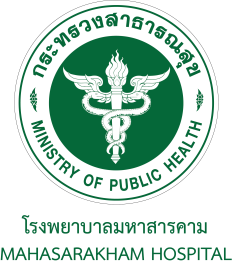 กระทรวงสาธารณสุข
MINISTRY OF PUBLIC HEALTH
โรงพยาบาลมหาสารคาม
MAHASARAKHAM HOSPITAL